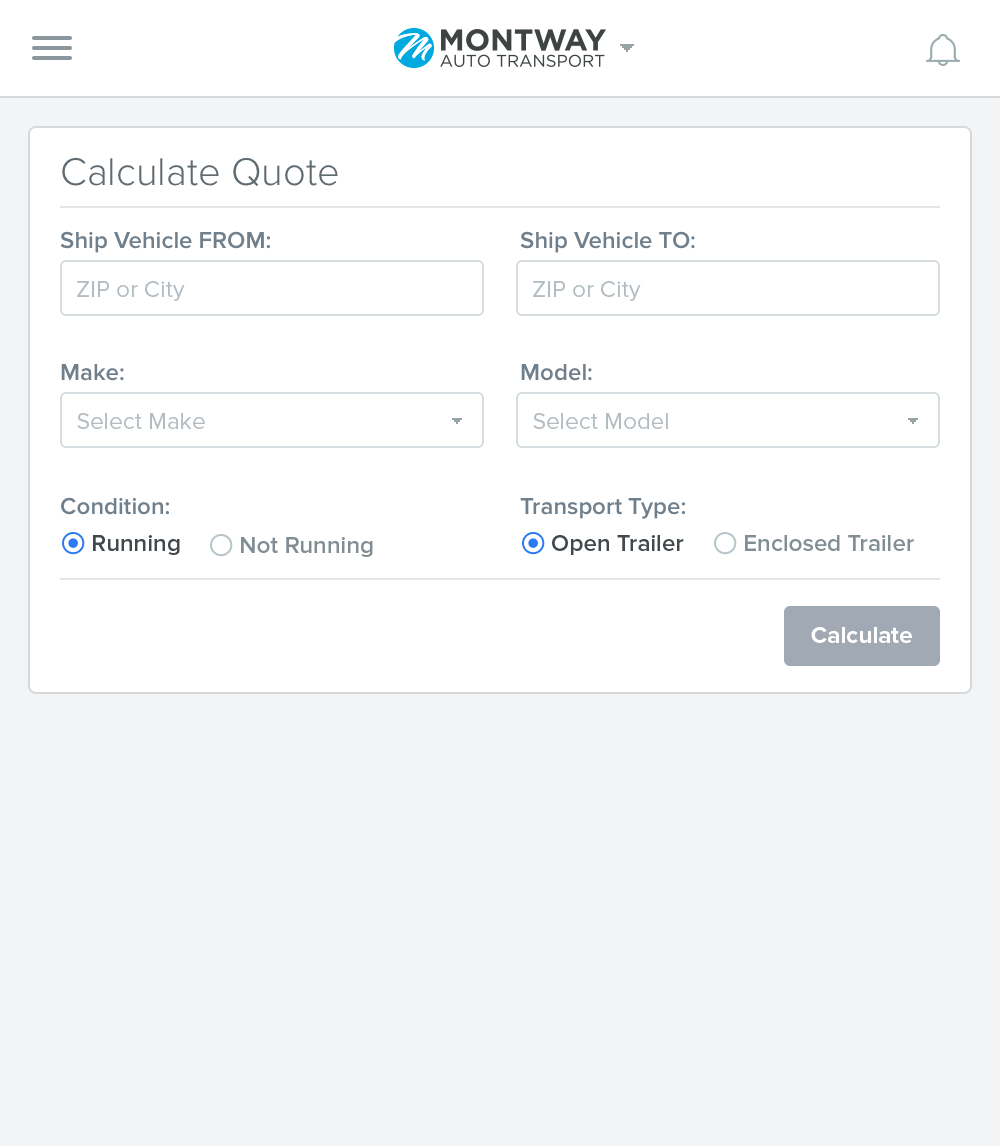 MONTWAY
AUTO TRANSPORT
Calculate Quote
Ship Vehicle FROM: Ship Vehicle TO:
ZIP or City ZIP or City
Make: Model:
Select Make Select Model
Condition: Transport Type:
Running Not Running Open Trailer Enclosed Trailer
Calculate